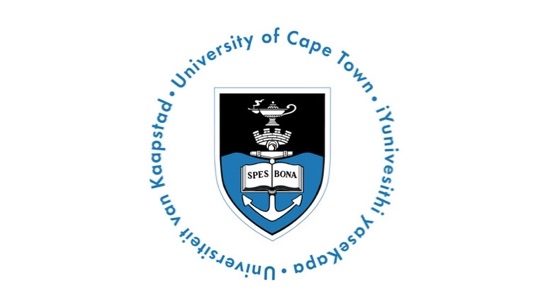 University of Cape Town • iYunivesithi yaseKapa • Universiteit van Kaapstad •
SPES BONA